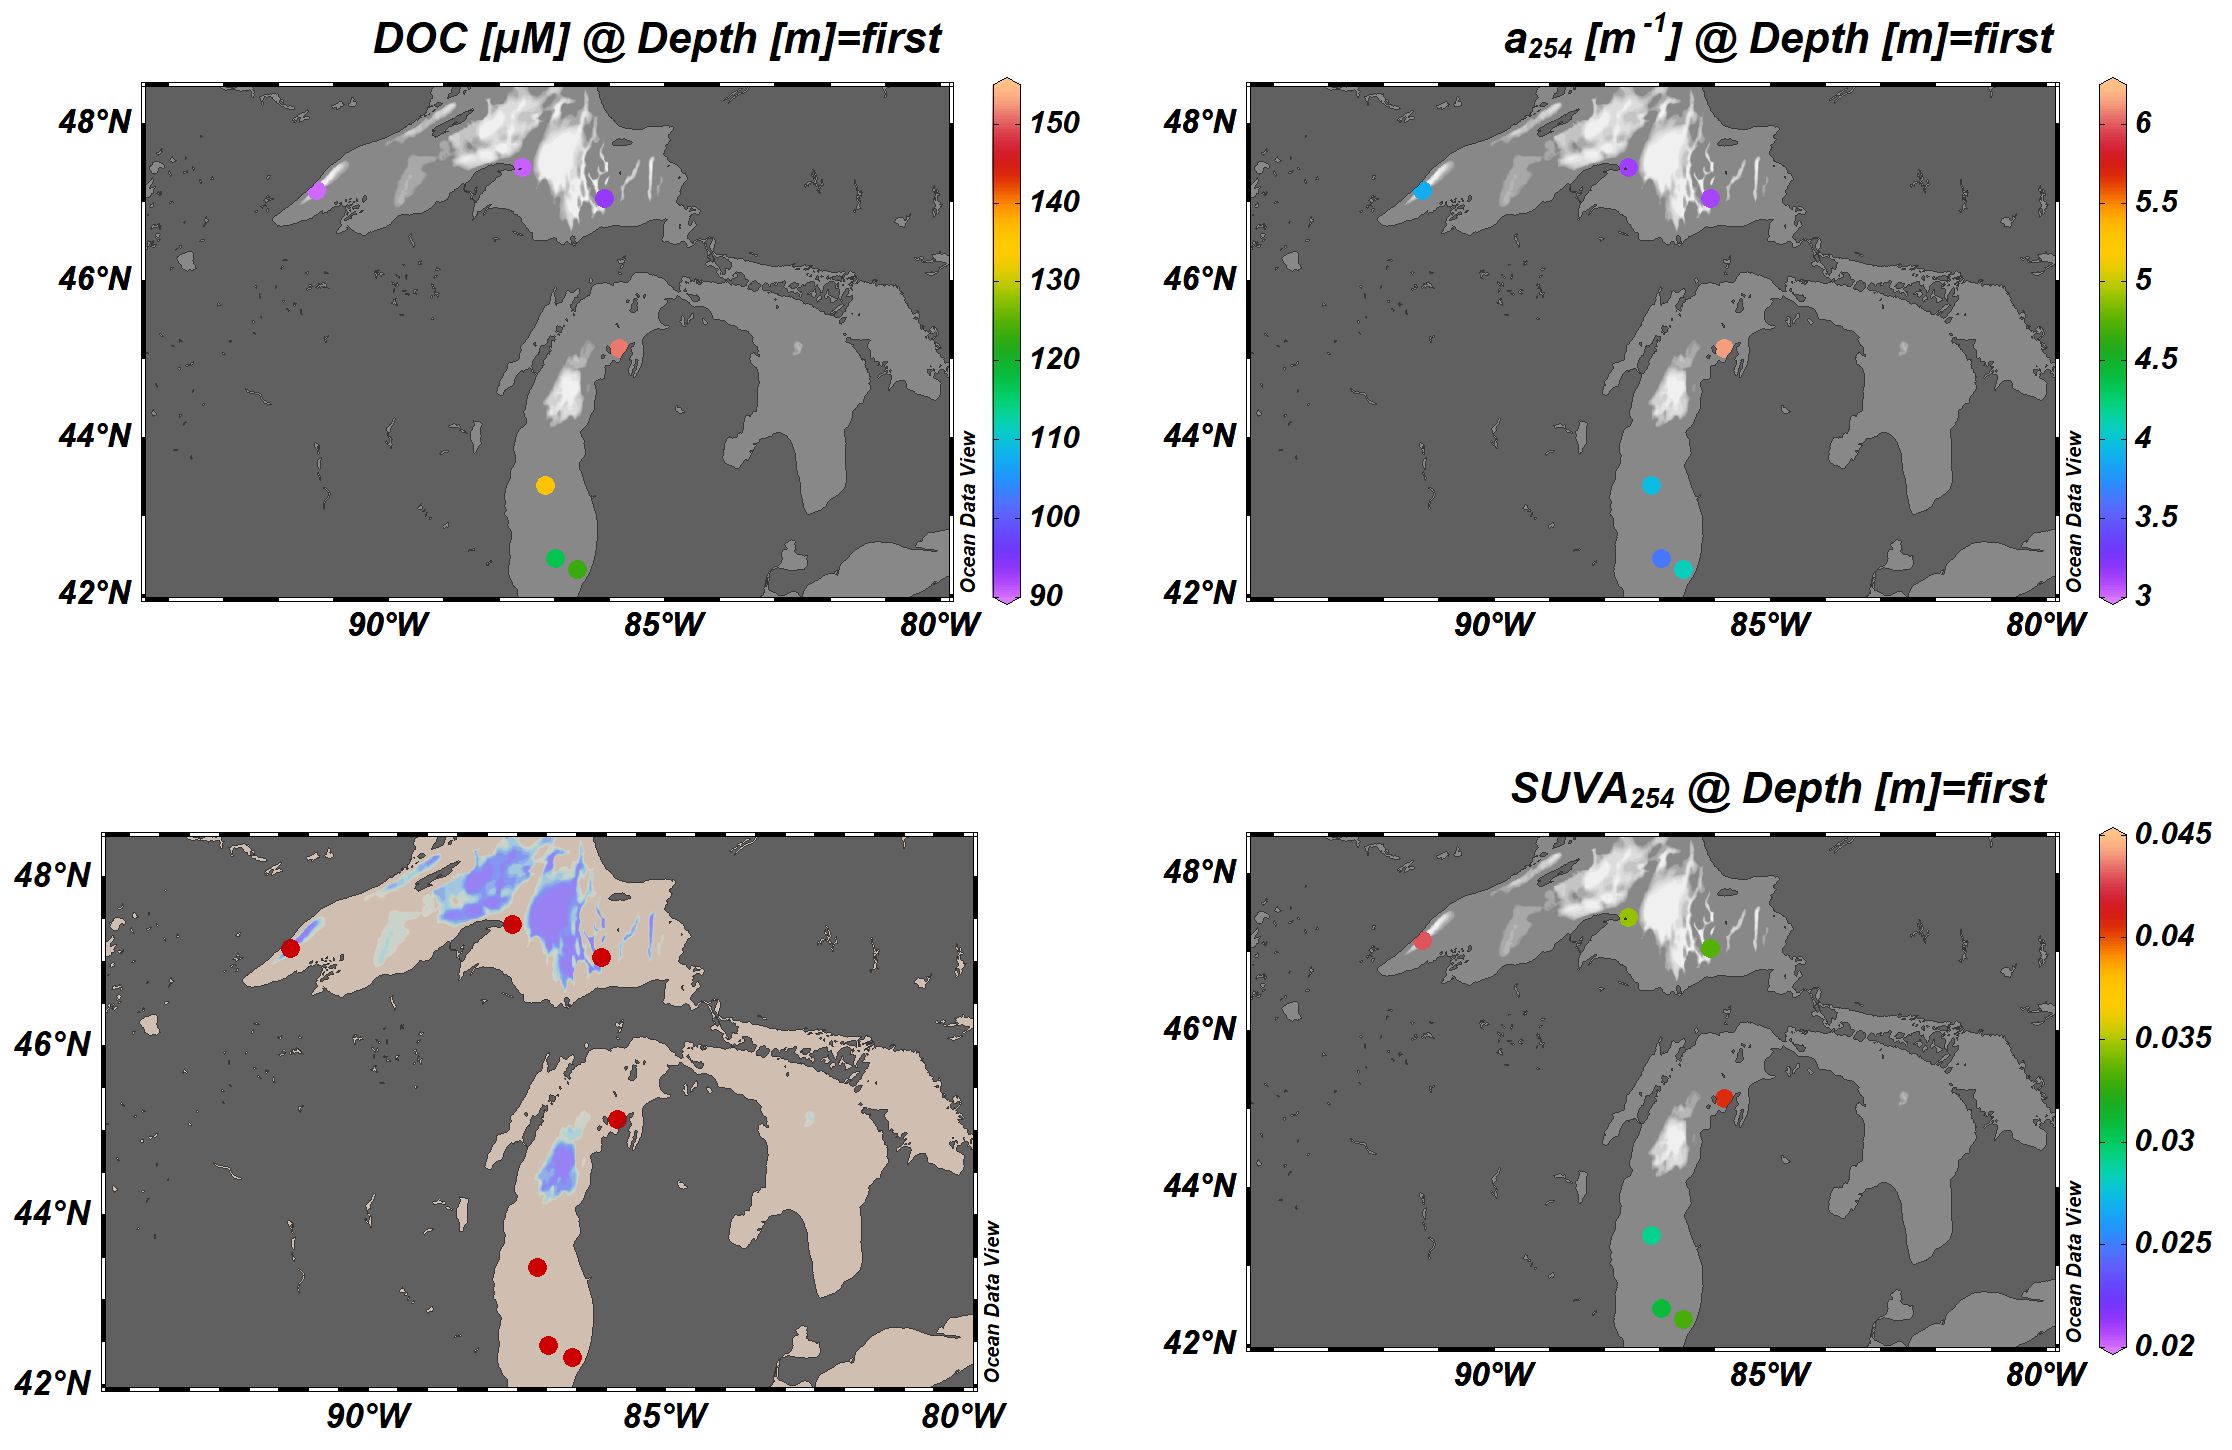 DOC [µM] @ Depth [m]=first
48°N
46°N
44°N
42°N
90°W 85°W 80°W
Ocean Data View
150
140
130
120
110
100
90
a254 [m-1] @ Depth [m]=first
48°N
46°N
44°N
42°N
90°W 85°W 80°W
Ocean Data View
6
5.5
5
4.5
4
3.5
3
48°N
46°N
44°N
42°N
90°W 85°W 80°W
Ocean Data View
SUVA254 @ Depth [m]=first
48°N
46°N
44°N
42°N
90°W 85°W 80°W
Ocean Data View
0.045
0.04
0.035
0.03
0.025
0.02